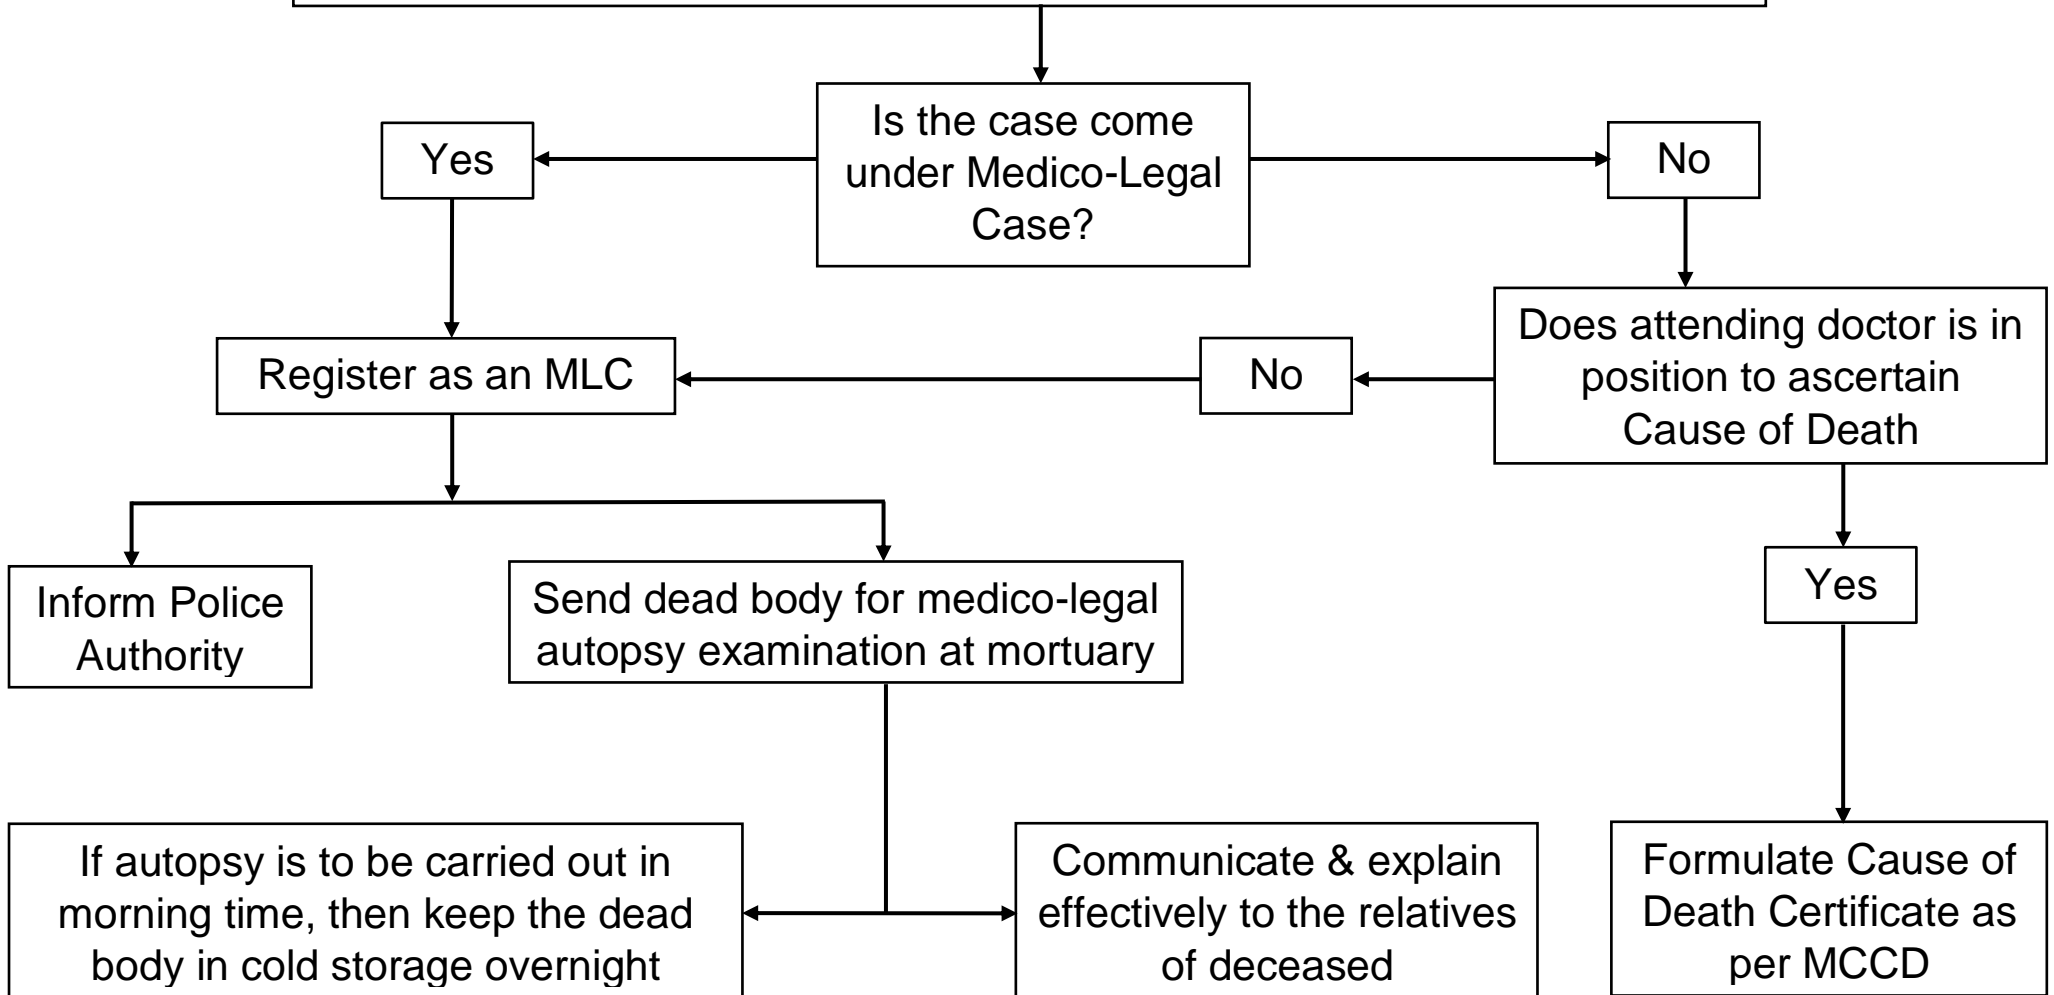 Is the case come
under Medico-Legal
Case?
Yes
No
Does attending doctor is in
position to ascertain
Cause of Death
No
Register as an MLC
Yes
Inform Police
Authority
Send dead body for medico-legal
autopsy examination at mortuary
If autopsy is to be carried out in
morning time, then keep the dead
body in cold storage overnight
Communicate & explain
effectively to the relatives
of deceased
Formulate Cause of
Death Certificate as
per MCCD